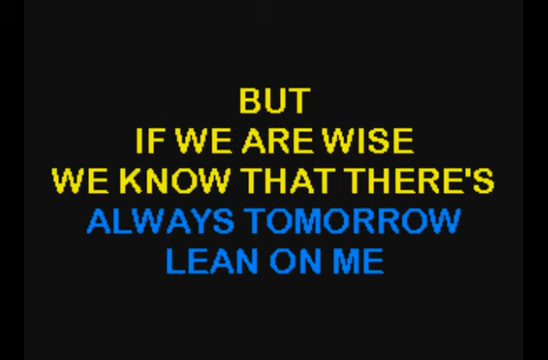 BUT
IF WE ARE WISE
WE KNOW THAT THERE'S
ALWAYS TOMORROW
LEAN ON ME